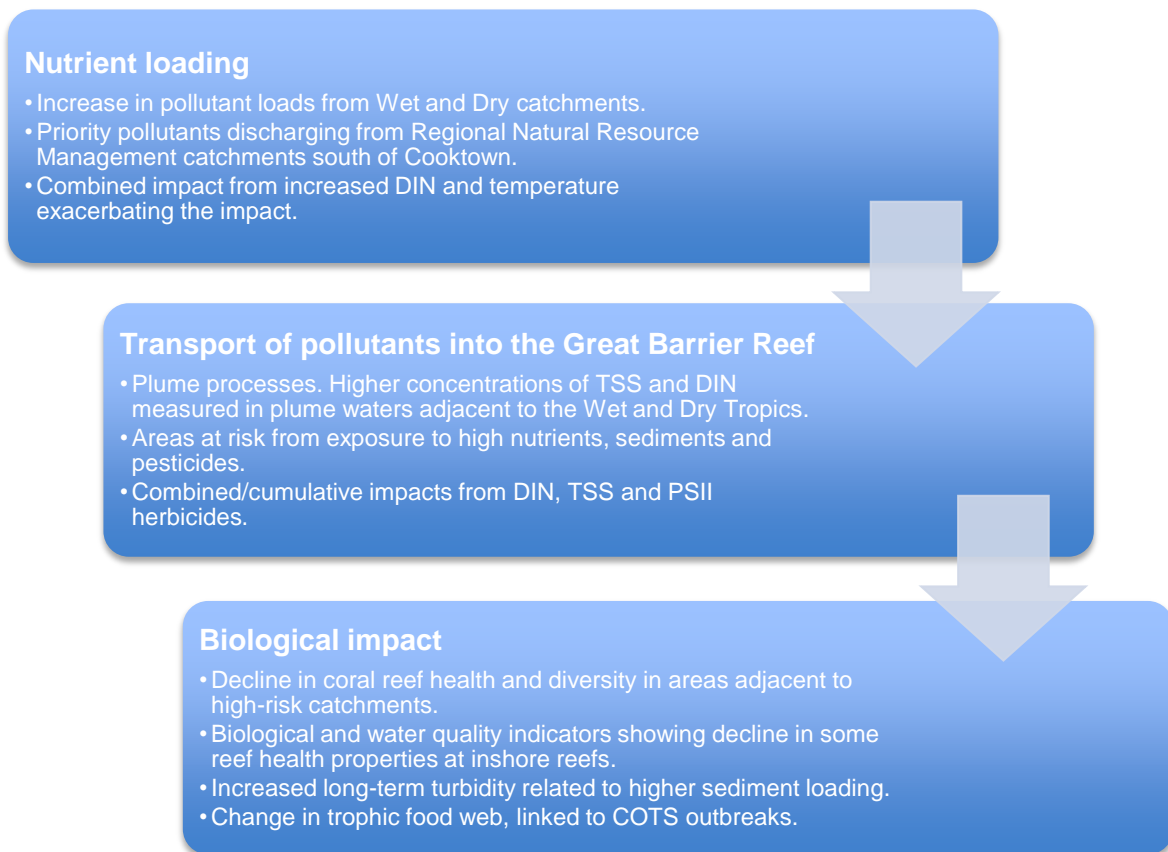 Nutrient loading
• Increase in pollutant loads from Wet and Dry catchments.
• Priority pollutants discharging from Regional Natural Resource
Management catchments south of Cooktown.
• Combined impact from increased DIN and temperature
exacerbating the impact.
Transport of pollutants into the Great Barrier Reef
• Plume processes. Higher concentrations of TSS and DIN
measured in plume waters adjacent to the Wet and Dry Tropics.
• Areas at risk from exposure to high nutrients, sediments and
pesticides.
• Combined/cumulative impacts from DIN, TSS and PSII
herbicides.
Biological impact
• Decline in coral reef health and diversity in areas adjacent to
high-risk catchments.
• Biological and water quality indicators showing decline in some
reef health properties at inshore reefs.
• Increased long-term turbidity related to higher sediment loading.
• Change in trophic food web, linked to COTS outbreaks.